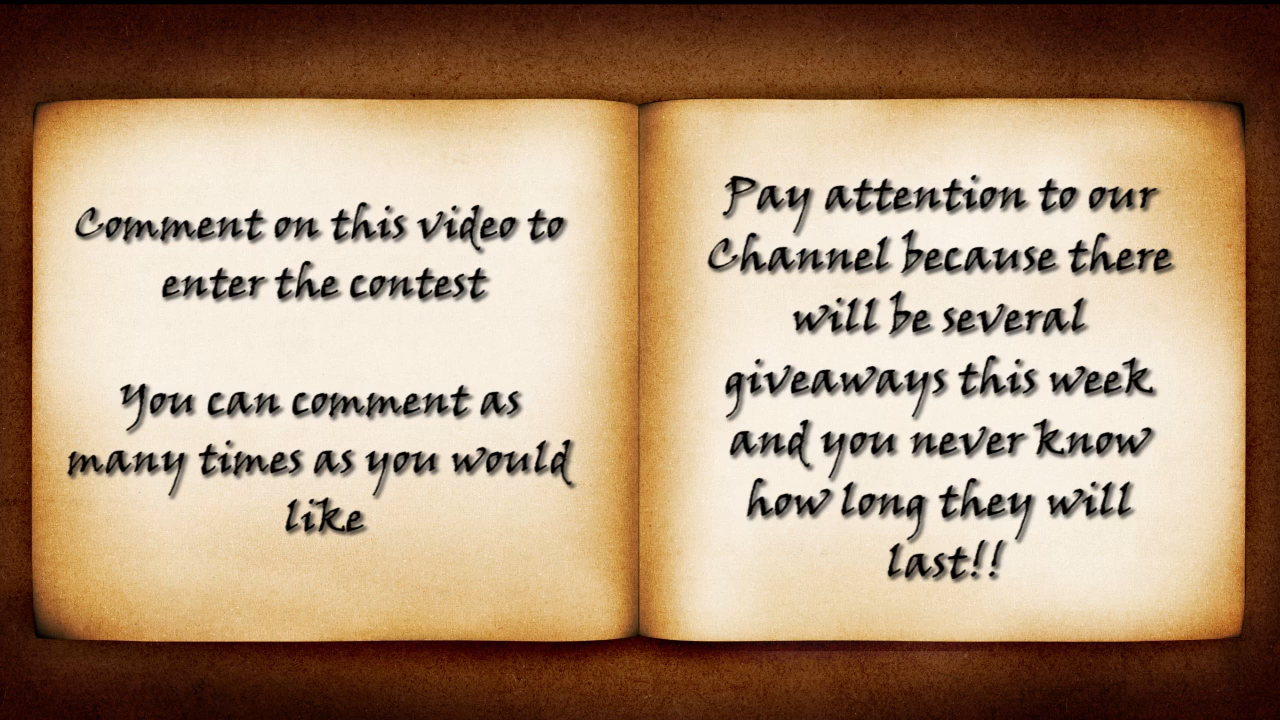 Comment on this video to
enter the contest
You can comment as
many times as you would
like
Pay attention to our
Channel because there
will be several
giveaways this week
and you never know
how long they will
last!!